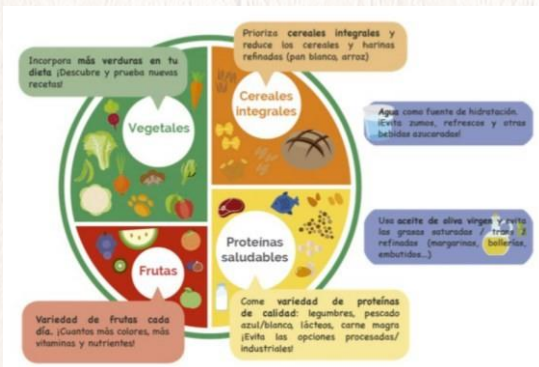 Prioriza cereales integrales y
reduce los cereales y harinas
refinadas (pan blanco, arroz)
Incorpora más verduras en tu
dieta ¡Descubre y prueba nuevas
recetas!
Vegetales
Cereales
integrales
Agua como fuente de hidratación.
¡Evita zumos, refrescos y otras
bebidas azucaradas!
Usa aceite de oliva virgen y evita
las grasas saturadas / trans
refinadas (margarinas, bollerías,
embutidos...)
Frutas
Proteínas
saludables
Variedad de frutas cada
día. ¡Cuantos más colores, más
vitaminas y nutrientes!
Come variedad de proteínas
de calidad: legumbres, pescado
azul/blanco, lácteos, carne magra
¡Evita las opciones procesadas/
industriales!